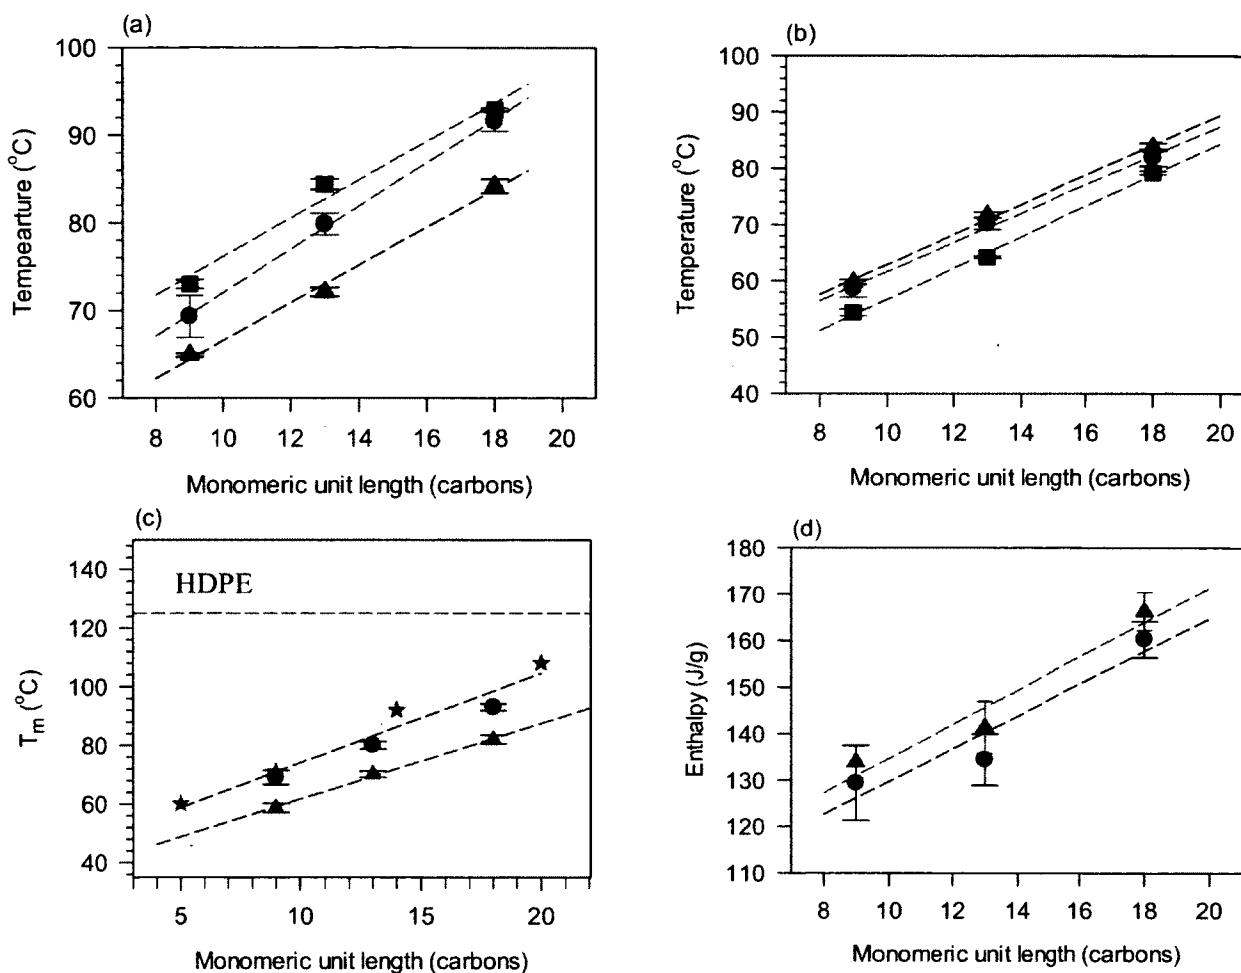 (a)
100
90
80
70
60
Tempearture (°C)
8 10 12 14 16 18 20
Monomeric unit length (carbons)
(b)
100
90
80
70
60
50
40
Temperature (°C)
8 10 12 14 16 18 20
Monomeric unit length (carbons)
(c)
HDPE
140
120
100
80
60
40
Tm (°C)
5 10 15 20
Monomeric unit length (carbons)
(d)
180
170
160
150
140
130
120
110
Enthalpy (J/g)
8 10 12 14 16 18 20
Monomeric unit length (carbons)